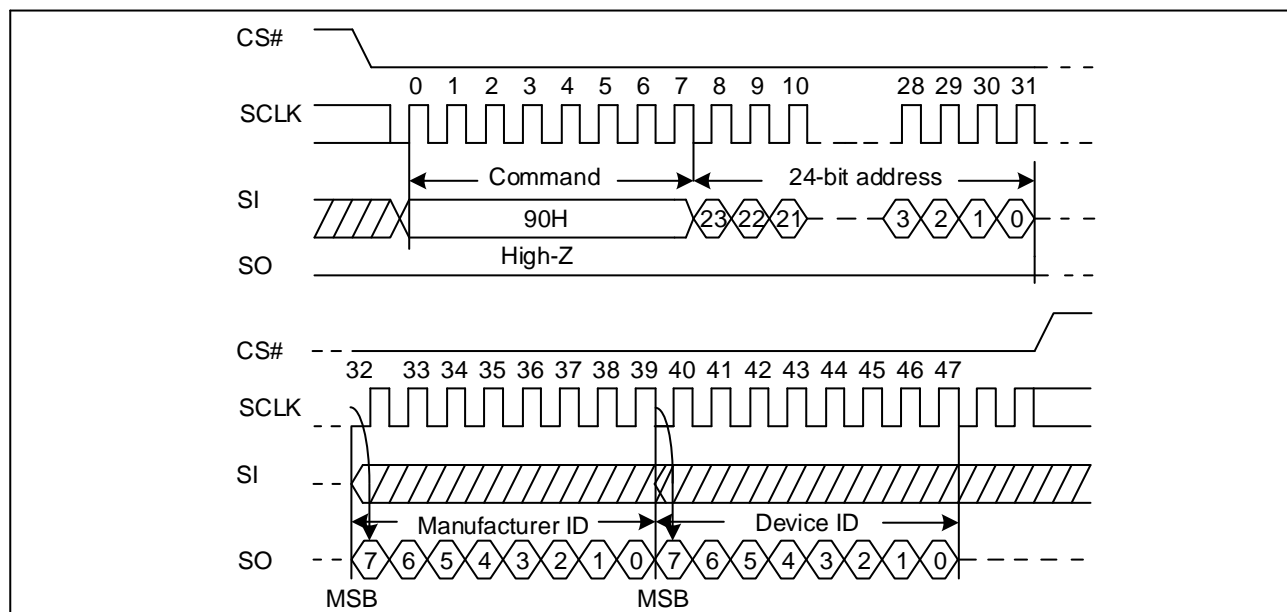 CS#
0 1 2 3 4 5 6 7 8 9 10 28 29 30 31
SCLK
Command 24-bit address
SI
90H 23 22 21 3 2 1 0
High-Z
SO
CS#
32 33 34 35 36 37 38 39 40 41 42 43 44 45 46 47
SCLK
SI
Manufacturer ID Device ID
SO 7 6 5 4 3 2 1 0 7 6 5 4 3 2 1 0
MSB MSB